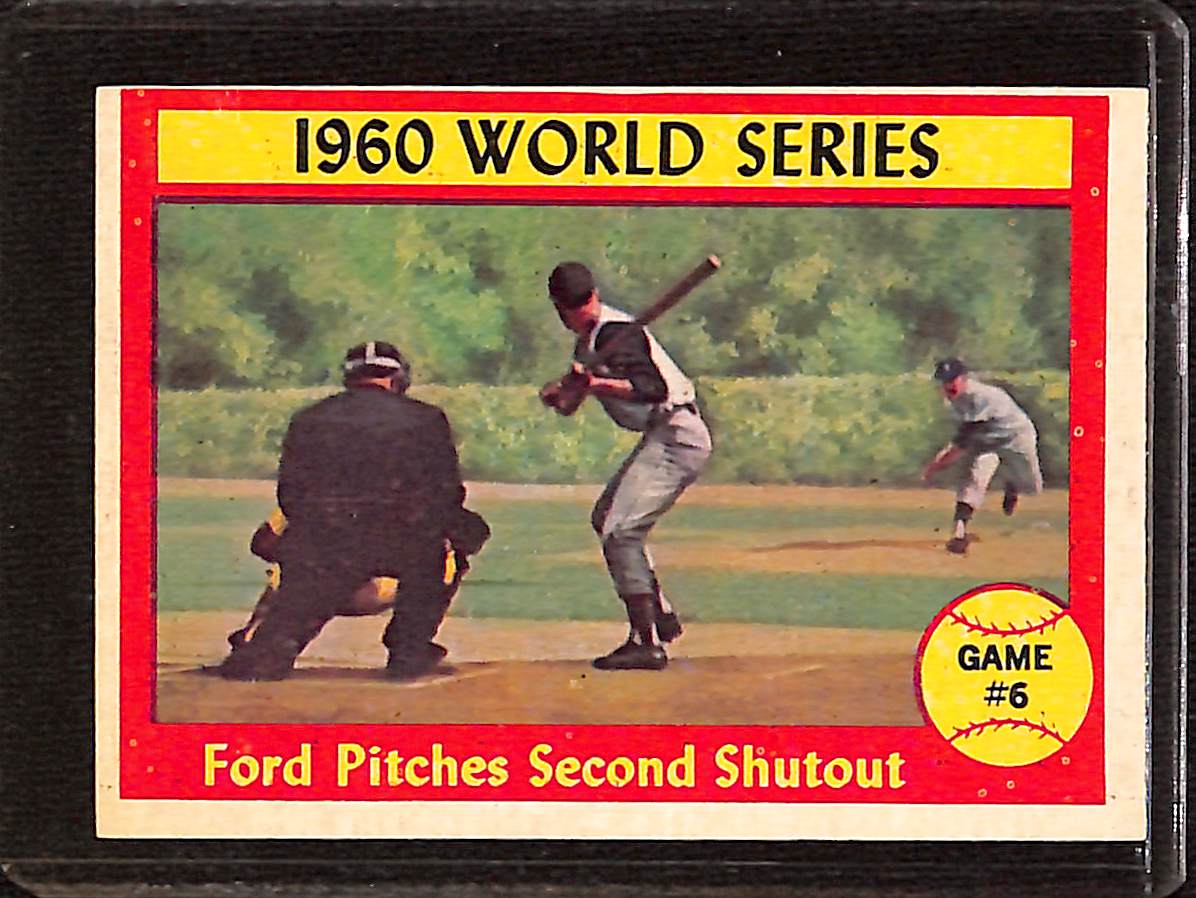 1960 WORLD SERIES
GAME
#6
Ford Pitches Second Shutout